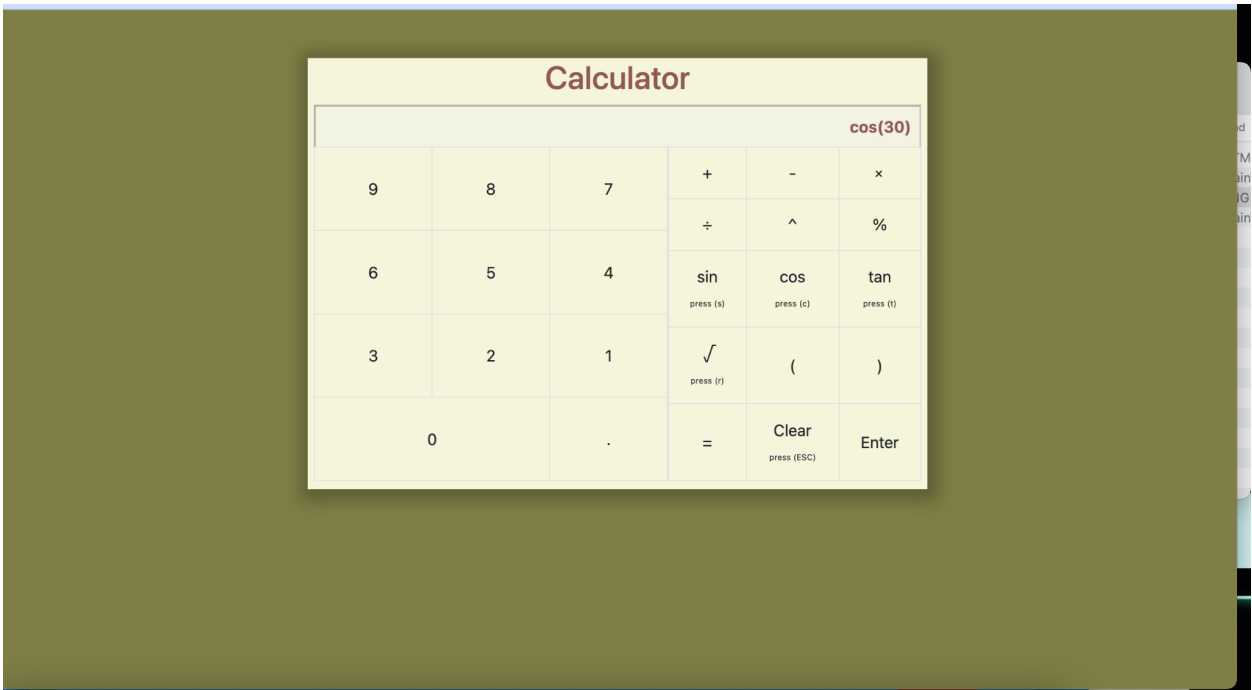 Calculator
cos(30)
9 8 7 + - ×
÷ ^ %
6 5 4 sin cos tan
press (s) press (c) press (t)
3 2 1 √ ( )
press (r)
0 . = Clear Enter
press (ESC)